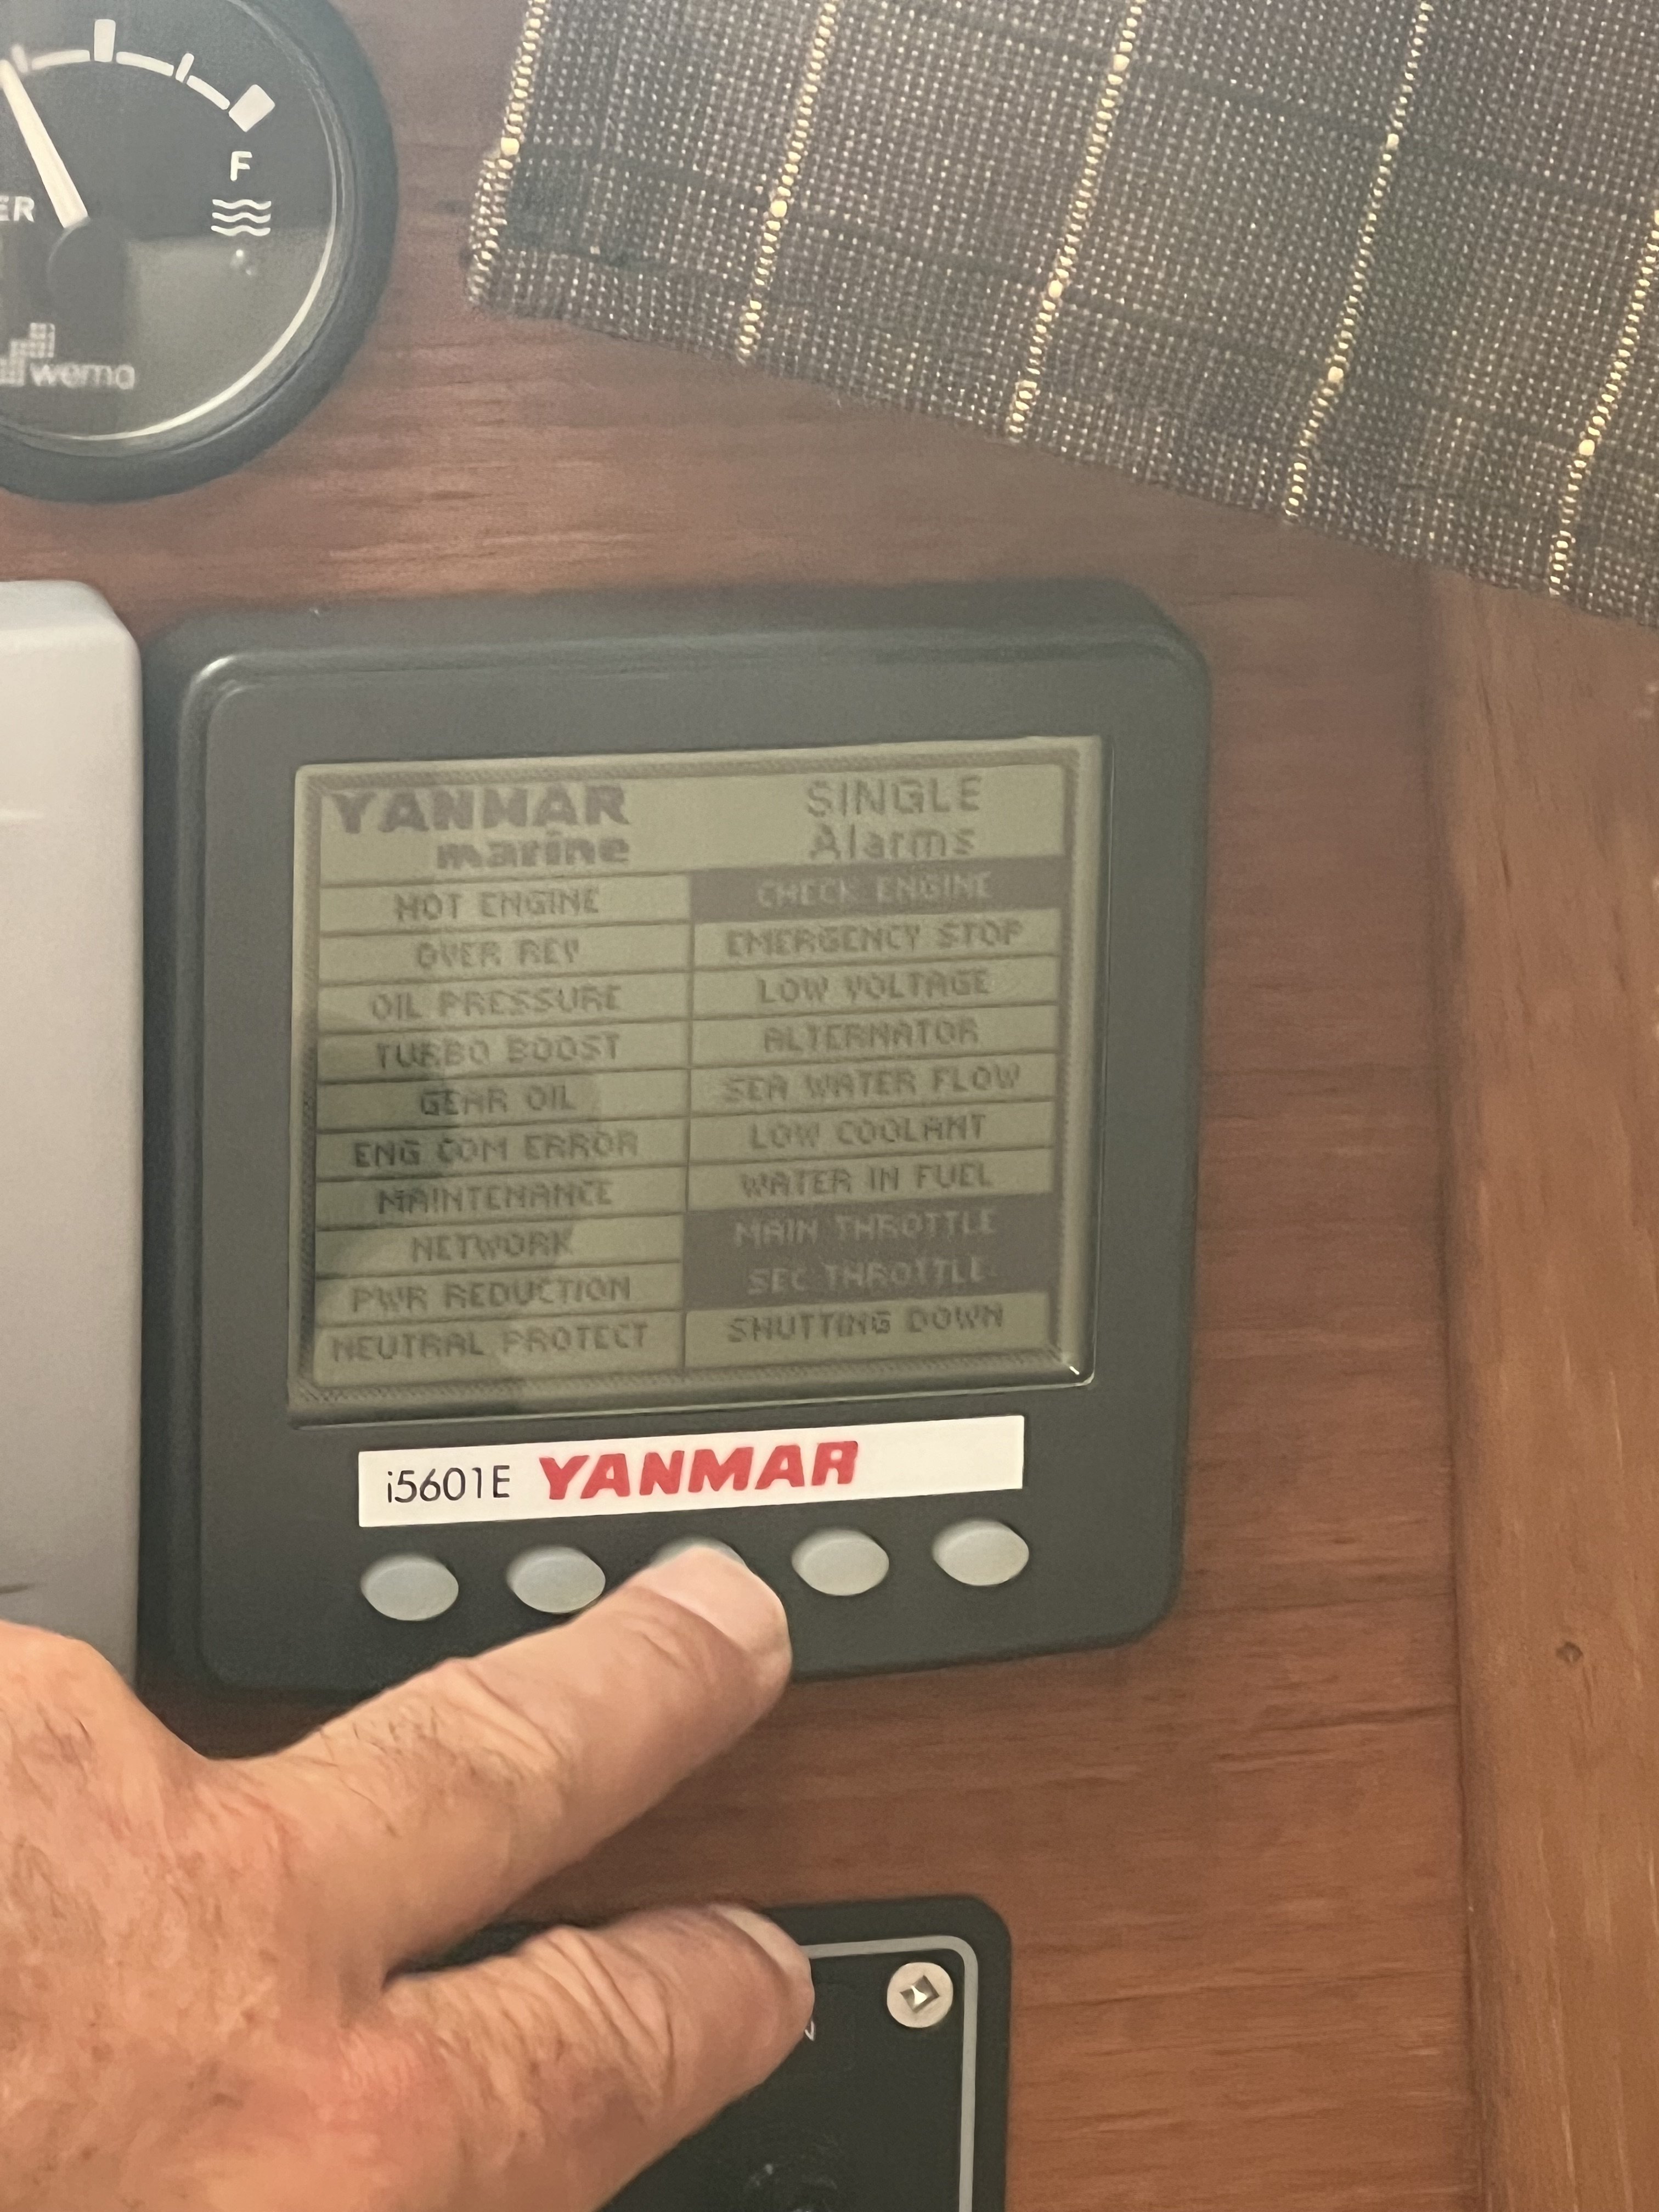 F
ER
wema
YANMAR
marine
SINGLE
Alarms
HOT ENGINE
CHECK ENGINE
OVER REV
EMERGENCY STOP
OIL PRESSURE
LOW VOLTAGE
TURBO BOOST
ALTERNATOR
GEAR OIL
SEA WATER FLOW
ENG COM ERROR
LOW COOLANT
MAINTENANCE
WATER IN FUEL
NETWORK
MAIN THROTTLE
PWR REDUCTION
SEC THROTTLE
NEUTRAL PROTECT
SHUTTING DOWN
i5601E YANMAR
N